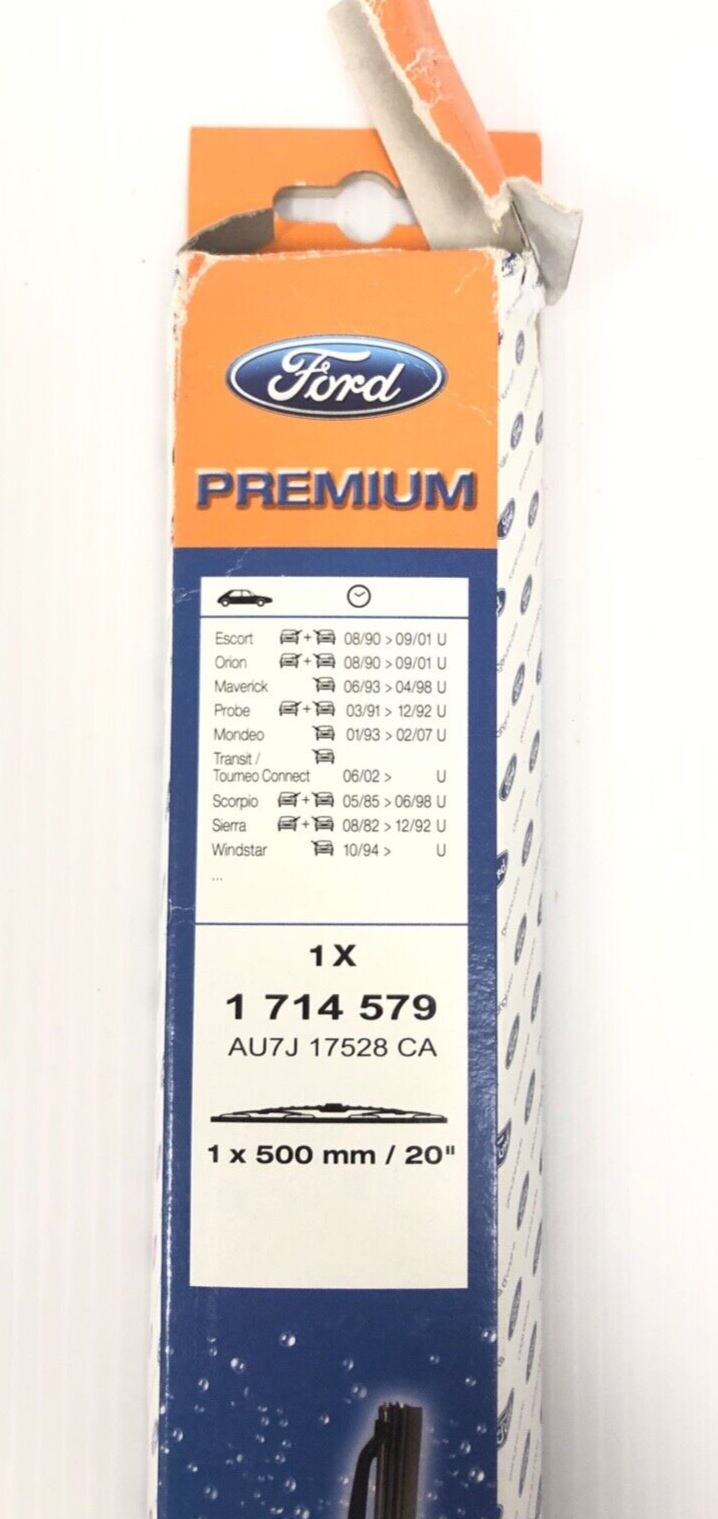 Ford
PREMIUM
Escort + 08/90 > 09/01 U
Orion + 08/90 > 09/01 U
Maverick 06/93 > 04/98 U
Probe + 03/91 > 12/92 U
Mondeo 01/93 > 02/07 U
Transit /
Tourneo Connect 06/02 > U
Scorpio + 05/85 > 06/98 U
Sierra + 08/82 > 12/92 U
Windstar 10/94 > U
...
1 X
1 714 579
AU7J 17528 CA
1 x 500 mm / 20"